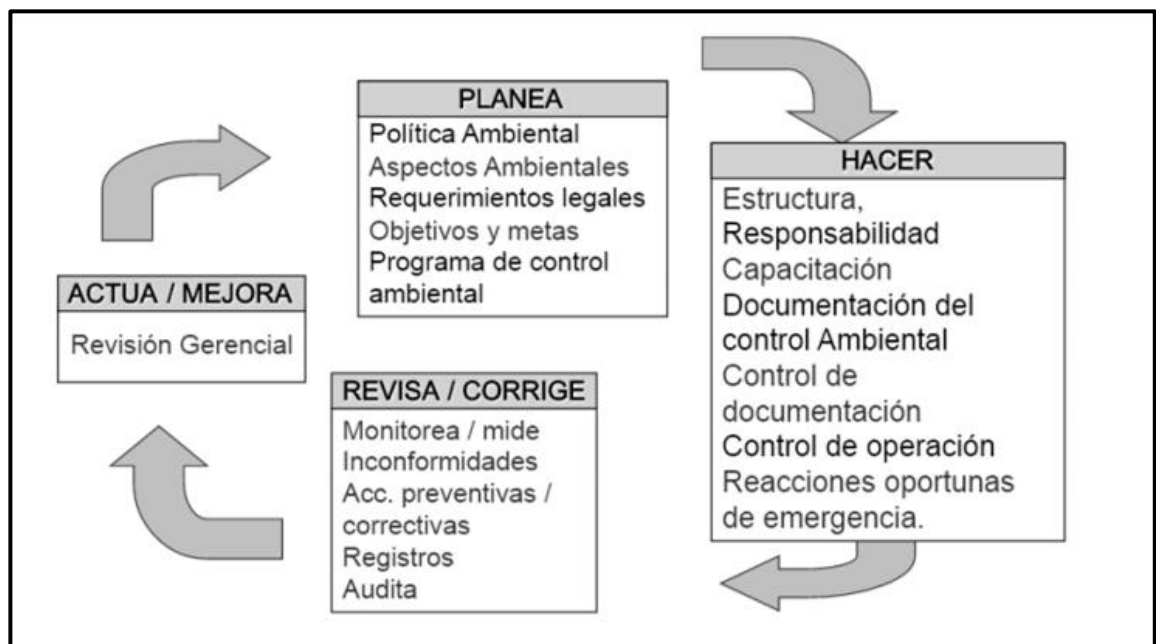 PLANEA
Política Ambiental
Aspectos Ambientales
Requerimientos legales
Objetivos y metas
Programa de control
ambiental
HACER
Estructura,
Responsabilidad
Capacitación
Documentación del
control Ambiental
Control de
documentación
Control de operación
Reacciones oportunas
de emergencia.
REVISA / CORRIGE
Monitorea / mide
Inconformidades
Acc. preventivas /
correctivas
Registros
Audita
ACTUA / MEJORA
Revisión Gerencial